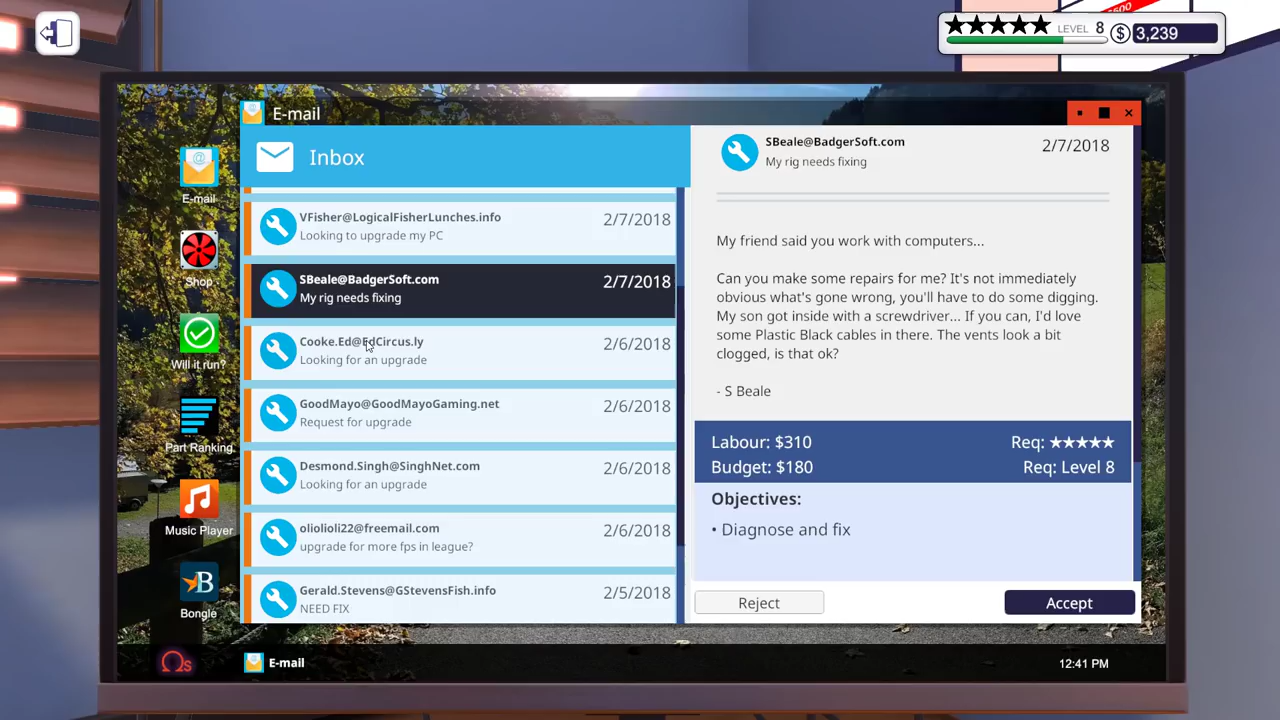 LEVEL 8
$ 3,239
E-mail
Inbox
VFisher@LogicalFisherLunches.info
Looking to upgrade my PC
2/7/2018
SBeale@BadgerSoft.com
My rig needs fixing
2/7/2018
Cooke.Ed@EdCircus.ly
Looking for an upgrade
2/6/2018
GoodMayo@GoodMayoGaming.net
Request for upgrade
2/6/2018
Desmond.Singh@SinghNet.com
Looking for an upgrade
2/6/2018
oliolioli22@freemail.com
upgrade for more fps in league?
2/6/2018
Gerald.Stevens@GStevensFish.info
NEED FIX
2/5/2018
SBeale@BadgerSoft.com
My rig needs fixing
2/7/2018
My friend said you work with computers...
Can you make some repairs for me? It's not immediately
obvious what's gone wrong, you'll have to do some digging.
My son got inside with a screwdriver... If you can, I'd love
some Plastic Black cables in there. The vents look a bit
clogged, is that ok?
- S Beale
Labour: $310
Req: ★★★★★
Budget: $180
Req: Level 8
Objectives:
• Diagnose and fix
Reject
Accept
E-mail
Shop
Will it run?
Part Ranking
Music Player
B
Bongle
Ωs
E-mail
12:41 PM